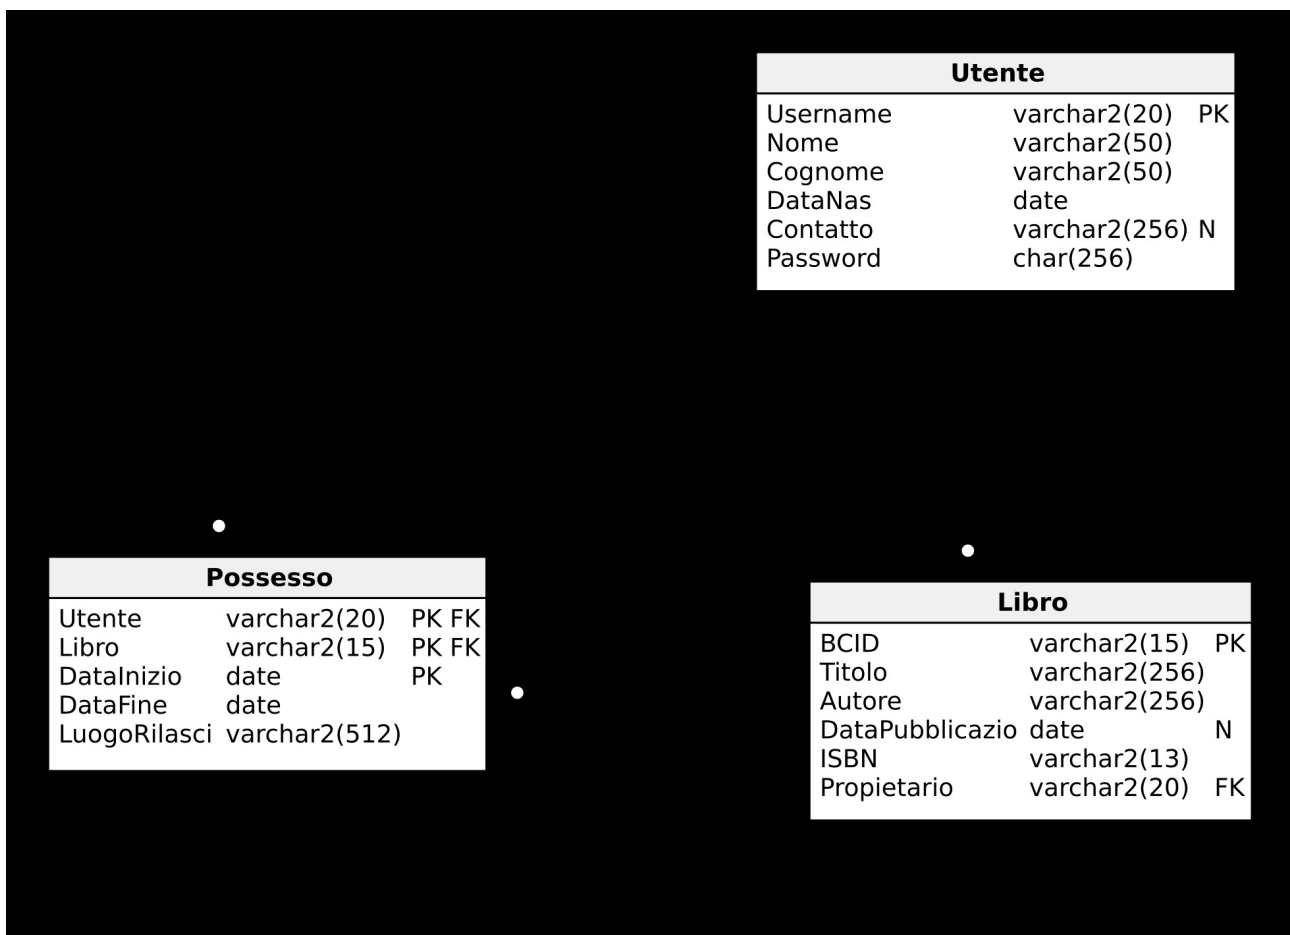 Utente
Username varchar2(20) PK
Nome varchar2(50)
Cognome varchar2(50)
DataNas date
Contatto varchar2(256) N
Password char(256)
Possesso
Utente varchar2(20) PK FK
Libro varchar2(15) PK FK
DataInizio date PK
DataFine date
LuogoRilasci varchar2(512)
Libro
BCID varchar2(15) PK
Titolo varchar2(256)
Autore varchar2(256)
DataPubblicazio date N
ISBN varchar2(13)
Propietario varchar2(20) FK